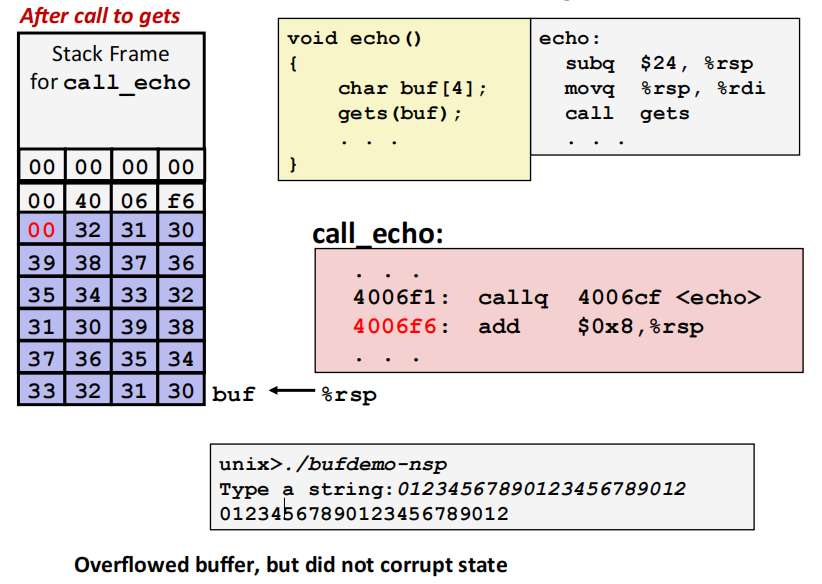 After call to gets
Stack Frame
for call_echo
00 00 00 00
00 40 06 f6
00 32 31 30
39 38 37 36
35 34 33 32
31 30 39 38
37 36 35 34
33 32 31 30
buf
%rsp
void echo()
{
char buf[4];
gets(buf);
. . .
}
echo:
subq $24, %rsp
movq %rsp, %rdi
call gets
. . .
call_echo:
. . .
4006f1: callq 4006cf <echo>
4006f6: add $0x8,%rsp
. . .
unix>./bufdemo-nsp
Type a string:01234567890123456789012
01234567890123456789012
Overflowed buffer, but did not corrupt state